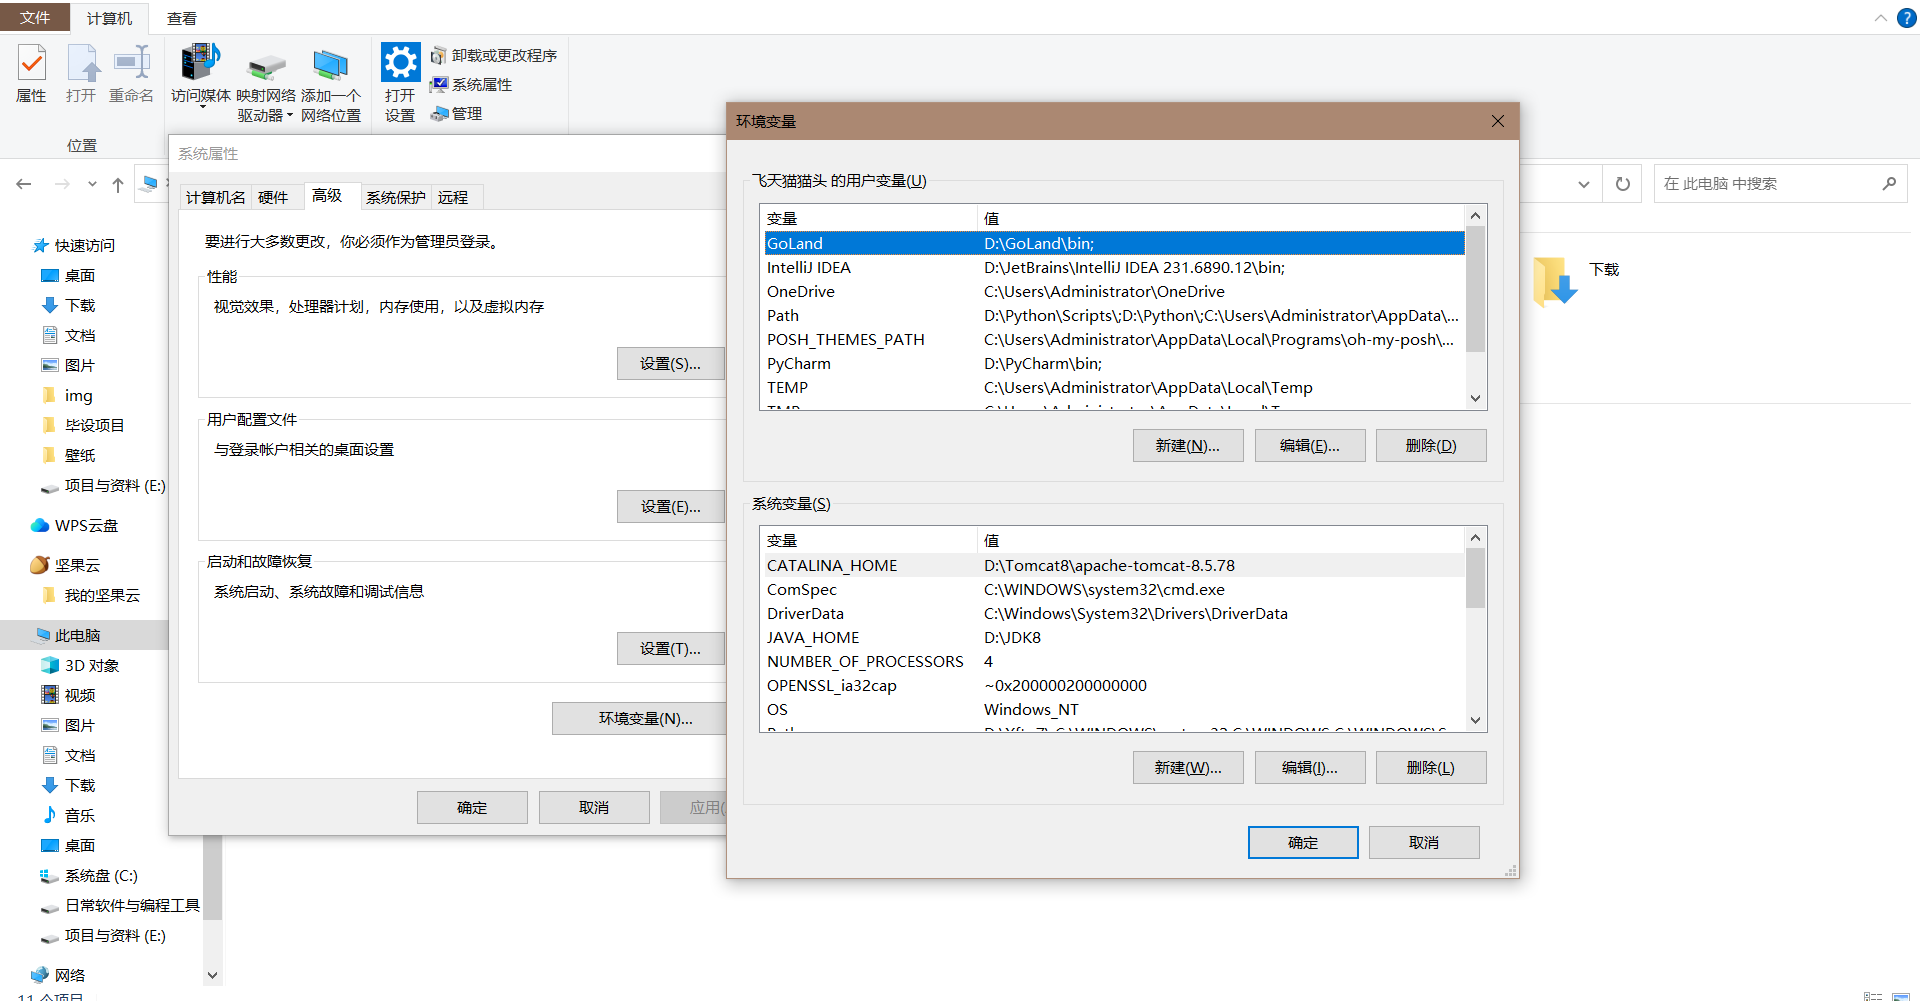 文件 计算机 查看
属性 打开 重命名 访问媒体 映射网络驱动器 添加一个网络位置 打开设置 卸载或更改程序
系统属性
管理
位置
在 此电脑 中搜索
快速访问
桌面
下载
文档
图片
img
毕设项目
壁纸
项目与资料 (E:)
WPS云盘
坚果云
我的坚果云
此电脑
3D 对象
视频
图片
文档
下载
音乐
桌面
系统盘 (C:)
日常软件与编程工具
项目与资料 (E:)
网络
11 个项目
系统属性
计算机名 硬件 高级 系统保护 远程
要进行大多数更改，你必须作为管理员登录。
性能
视觉效果，处理器计划，内存使用，以及虚拟内存
设置(S)...
用户配置文件
与登录帐户相关的桌面设置
设置(E)...
启动和故障恢复
系统启动、系统故障和调试信息
设置(T)...
环境变量(N)...
确定 取消 应用(
环境变量
飞天猫猫头 的用户变量(U)
变量 值
GoLand D:\GoLand\bin;
IntelliJ IDEA D:\JetBrains\IntelliJ IDEA 231.6890.12\bin;
OneDrive C:\Users\Administrator\OneDrive
Path D:\Python\Scripts\;D:\Python\;C:\Users\Administrator\AppData\...
POSH_THEMES_PATH C:\Users\Administrator\AppData\Local\Programs\oh-my-posh\...
PyCharm D:\PyCharm\bin;
TEMP C:\Users\Administrator\AppData\Local\Temp
新建(N)... 编辑(E)... 删除(D)
系统变量(S)
变量 值
CATALINA_HOME D:\Tomcat8\apache-tomcat-8.5.78
ComSpec C:\WINDOWS\system32\cmd.exe
DriverData C:\Windows\System32\Drivers\DriverData
JAVA_HOME D:\JDK8
NUMBER_OF_PROCESSORS 4
OPENSSL_ia32cap ~0x200000200000000
OS Windows_NT
新建(W)... 编辑(I)... 删除(L)
确定 取消
下载